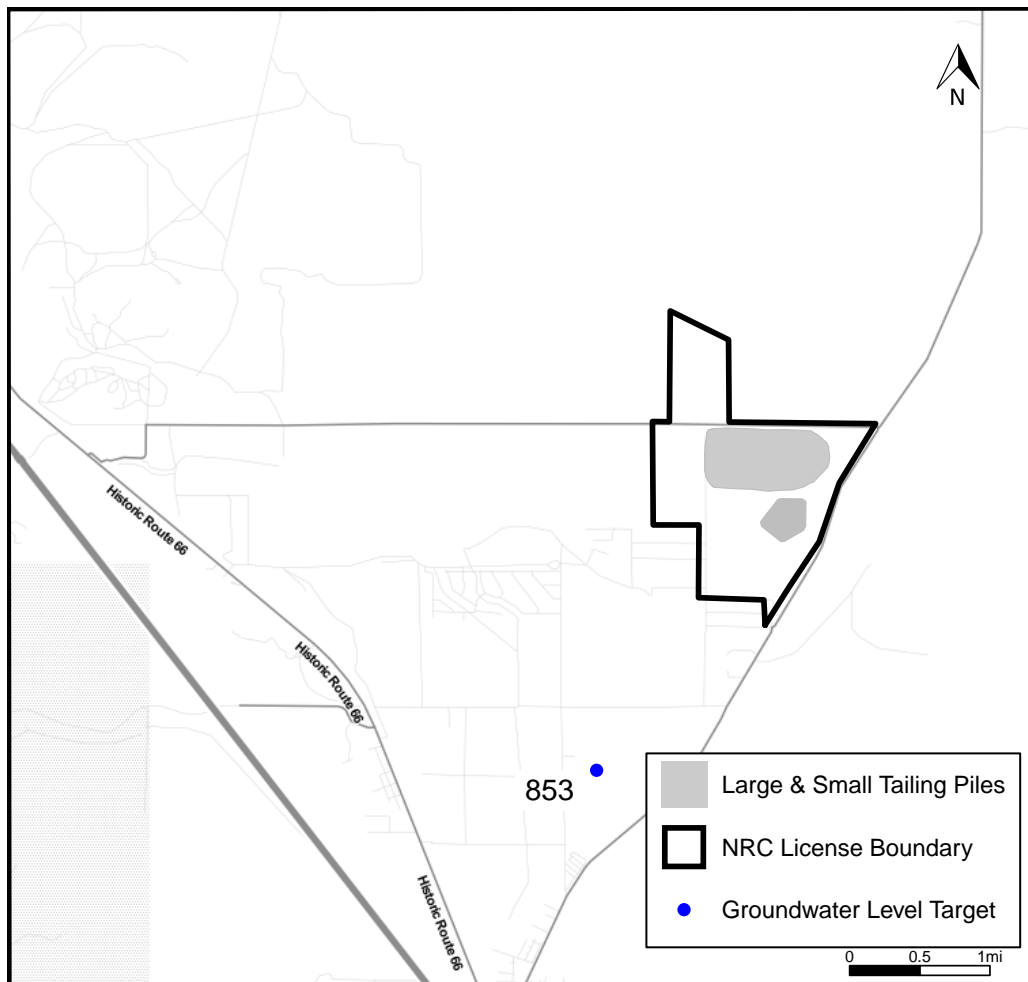 N
Historic Route 66
Historic Route 66
853
Large & Small Tailing Piles
NRC License Boundary
Historic Route 66
Groundwater Level Target
0 0.5 1mi